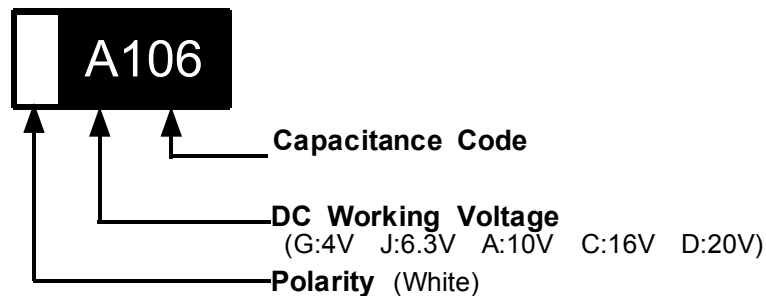 A106
Capacitance Code
DC Working Voltage
(G:4V J:6.3V A:10V C:16V D:20V)
Polarity (White)